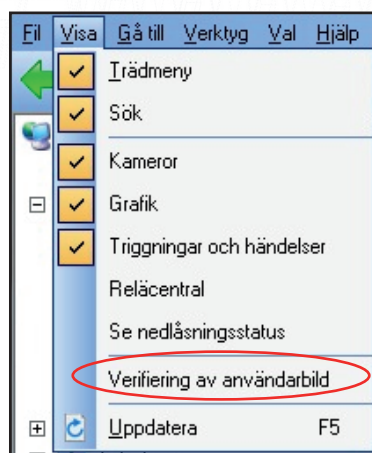 Fil Visa Gå till Verktyg Val Hjälp
Trädmeny
Sök
Kameror
Grafik
Triggningar och händelser
Reläcentral
Se nedlåsningsstatus
Verifiering av användarbild
Uppdatera F5